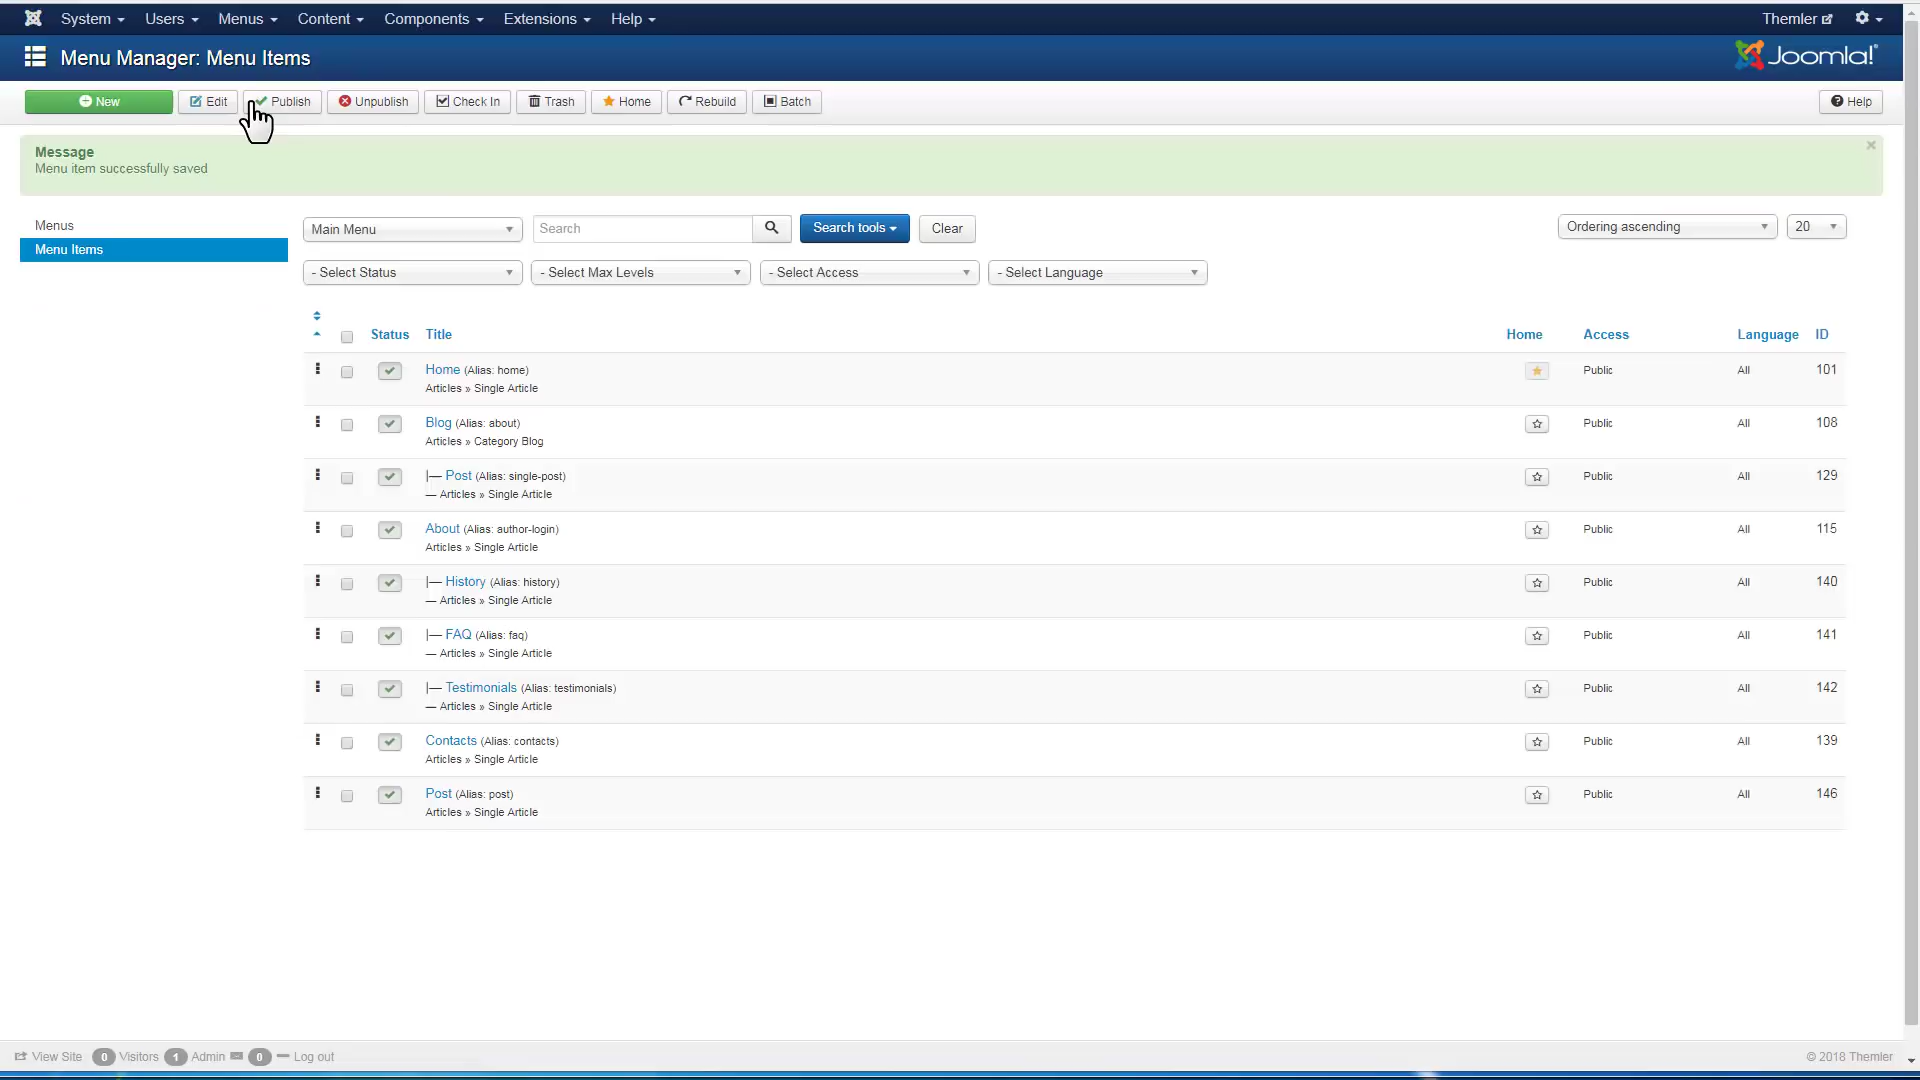 System Users Menus Content Components Extensions Help Themler
Menu Manager: Menu Items Joomla!
New Edit Publish Unpublish Check In Trash Home Rebuild Batch Help
Message
Menu item successfully saved
Menus
Menu Items
Main Menu Search Search tools Clear Ordering ascending 20
- Select Status - Select Max Levels - Select Access - Select Language
Status Title Home Access Language ID
Home (Alias: home) Public All 101
Articles » Single Article
Blog (Alias: about) Public All 108
Articles » Category Blog
|— Post (Alias: single-post) Public All 129
— Articles » Single Article
About (Alias: author-login) Public All 115
Articles » Single Article
|— History (Alias: history) Public All 140
— Articles » Single Article
|— FAQ (Alias: faq) Public All 141
— Articles » Single Article
|— Testimonials (Alias: testimonials) Public All 142
— Articles » Single Article
Contacts (Alias: contacts) Public All 139
Articles » Single Article
Post (Alias: post) Public All 146
Articles » Single Article
View Site 0 Visitors 1 Admin 0 Log out © 2018 Themler